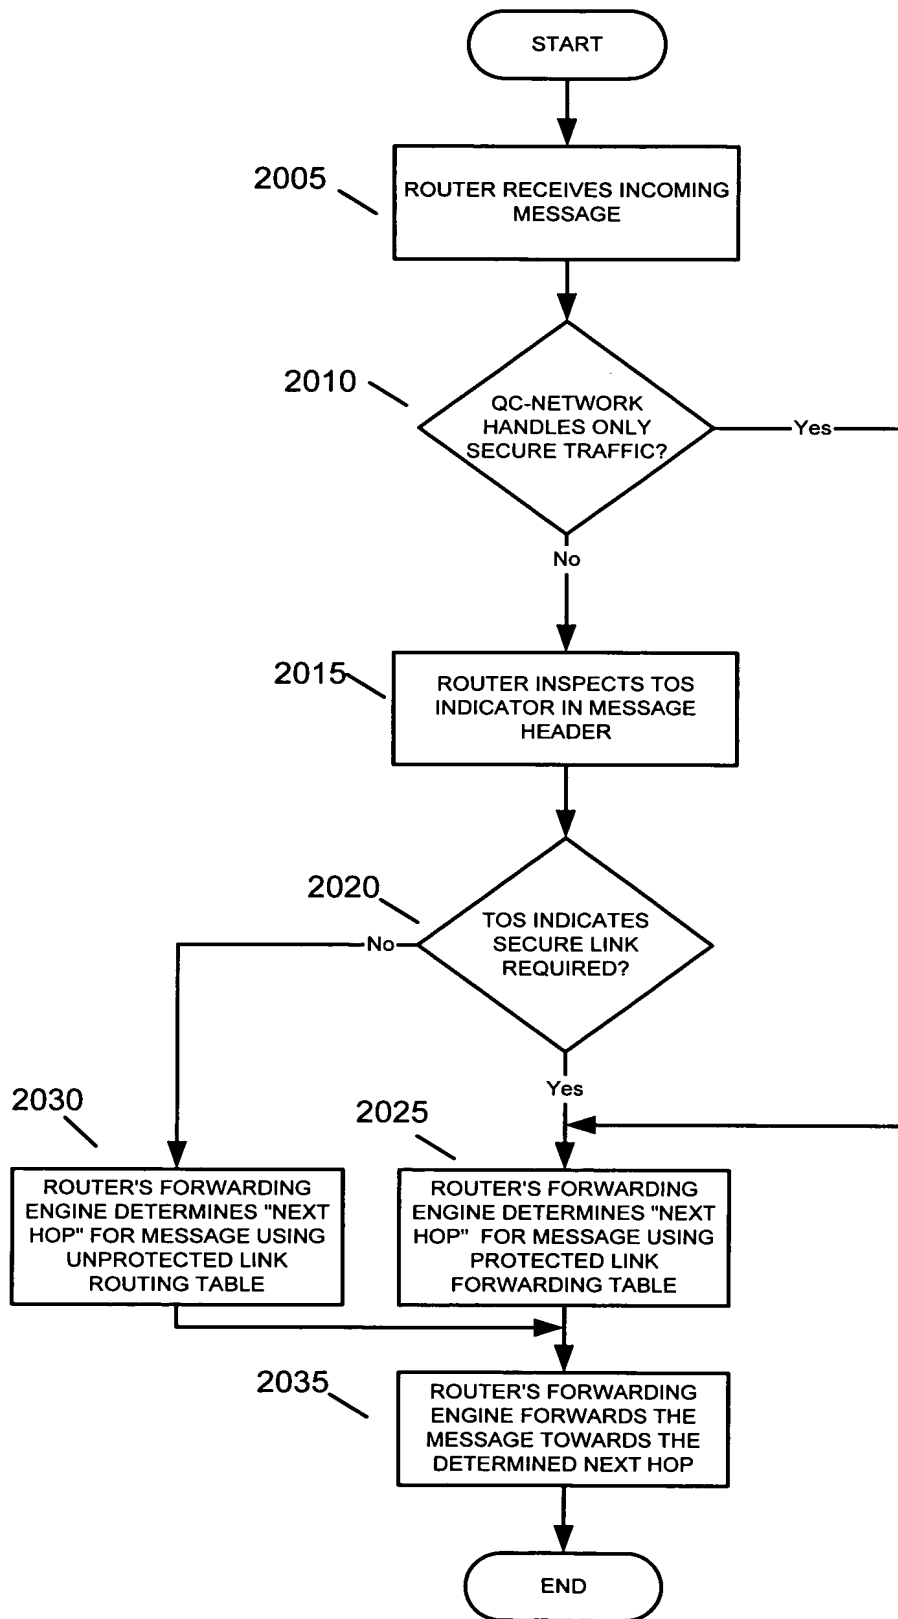 START
2005
ROUTER RECEIVES INCOMING
MESSAGE
2010
QC-NETWORK
HANDLES ONLY
SECURE TRAFFIC?
Yes
No
2015
ROUTER INSPECTS TOS
INDICATOR IN MESSAGE
HEADER
2020
TOS INDICATES
SECURE LINK
REQUIRED?
No
Yes
2030
ROUTER'S FORWARDING
ENGINE DETERMINES "NEXT
HOP" FOR MESSAGE USING
UNPROTECTED LINK
ROUTING TABLE
2025
ROUTER'S FORWARDING
ENGINE DETERMINES "NEXT
HOP" FOR MESSAGE USING
PROTECTED LINK
FORWARDING TABLE
2035
ROUTER'S FORWARDING
ENGINE FORWARDS THE
MESSAGE TOWARDS THE
DETERMINED NEXT HOP
END